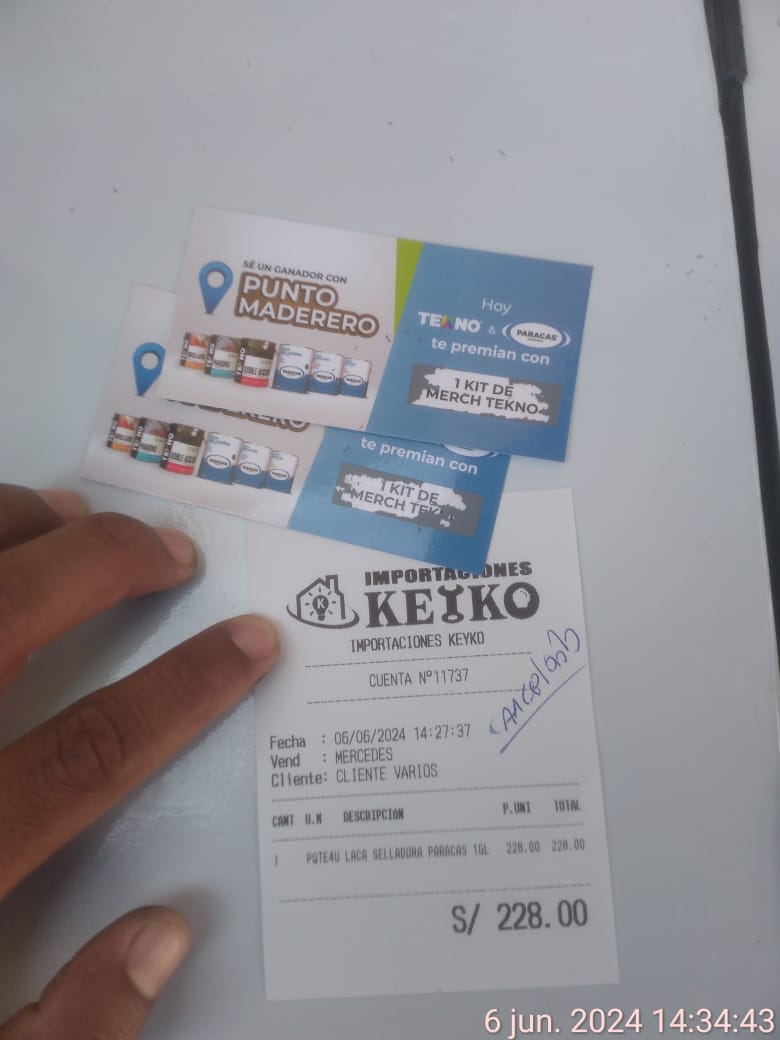 SÉ UN GANADOR CON
PUNTO
MADERERO
Hoy
TEKNO & PARACAS
te premian con
1 KIT DE
MERCH TEKNO
te premian con
1 KIT DE
MERCH
IMPORTACIONES
KEYKO
IMPORTACIONES KEYKO
CUENTA Nº11737
CANCELADO
Fecha : 06/06/2024 14:27:37
Vend : MERCEDES
Cliente: CLIENTE VARIOS
CANT U.M DESCRIPCION P.UNI TOTAL
1 PQTE4U LACA SELLADORA PARACAS 1GL 228.00 228.00
S/ 228.00
6 jun. 2024 14:34:43